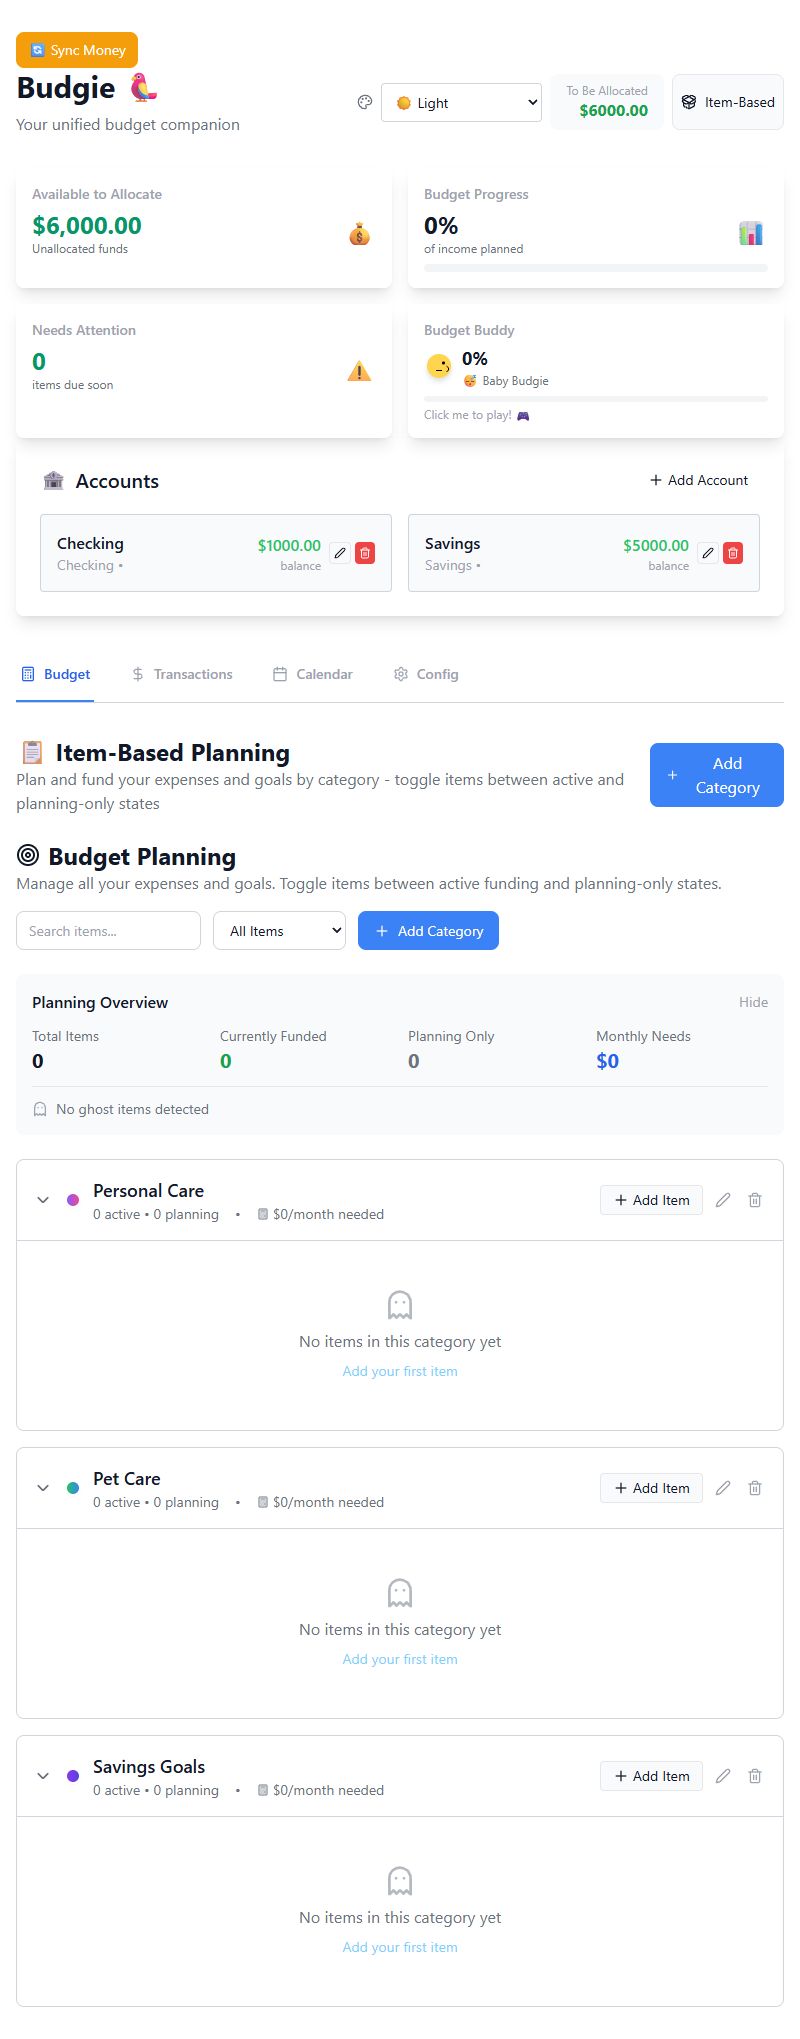 Sync Money
Budgie
Your unified budget companion
Light
To Be Allocated
$6000.00
Item-Based
Available to Allocate
$6,000.00
Unallocated funds
Budget Progress
0%
of income planned
Needs Attention
0
items due soon
Budget Buddy
0%
Baby Budgie
Click me to play!
Accounts
+ Add Account
Checking
Checking •
$1000.00
balance
Savings
Savings •
$5000.00
balance
Budget
Transactions
Calendar
Config
Item-Based Planning
Plan and fund your expenses and goals by category - toggle items between active and
planning-only states
+ Add
Category
Budget Planning
Manage all your expenses and goals. Toggle items between active funding and planning-only states.
Search items...
All Items
+ Add Category
Planning Overview
Hide
Total Items
0
Currently Funded
0
Planning Only
0
Monthly Needs
$0
No ghost items detected
Personal Care
0 active • 0 planning • $0/month needed
+ Add Item
No items in this category yet
Add your first item
Pet Care
0 active • 0 planning • $0/month needed
+ Add Item
No items in this category yet
Add your first item
Savings Goals
0 active • 0 planning • $0/month needed
+ Add Item
No items in this category yet
Add your first item